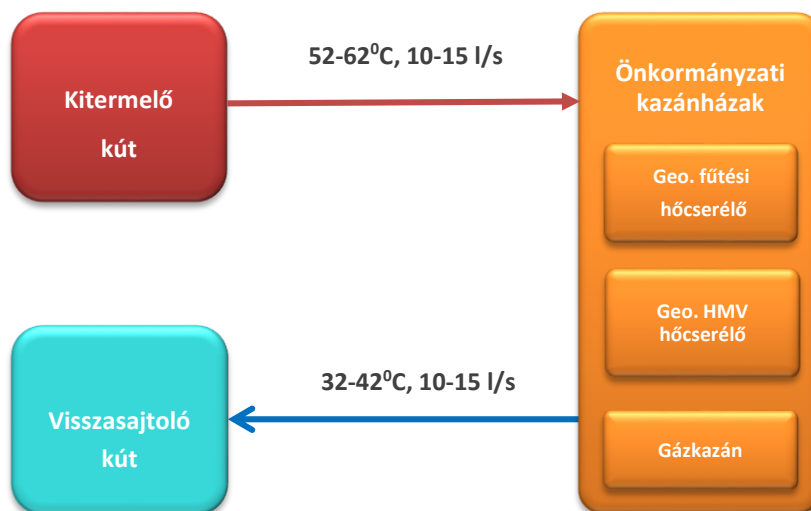 52-62⁰C, 10-15 l/s
Kitermelő
kút
Önkormányzati
kazánházak
Geo. fűtési
hőcserélő
Geo. HMV
hőcserélő
32-42⁰C, 10-15 l/s
Visszasajtoló
kút
Gázkazán